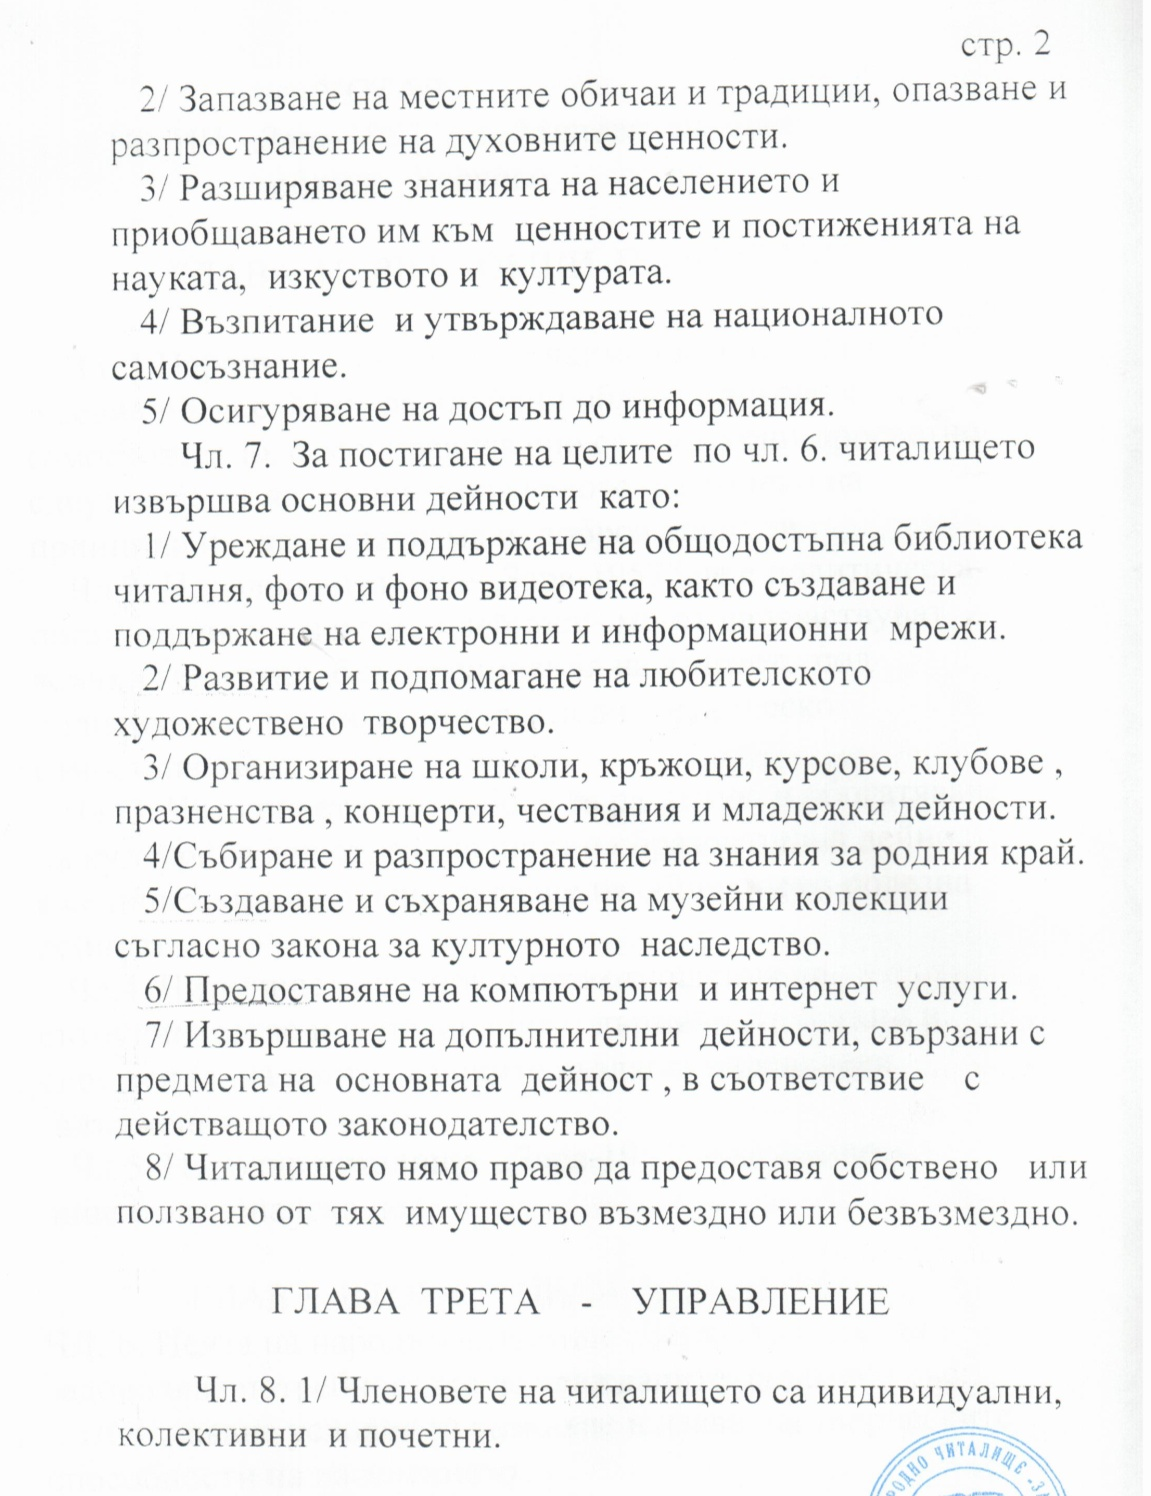 стр. 2
2/ Запазване на местните обичаи и традиции, опазване и
разпространение на духовните ценности.
3/ Разширяване знанията на населението и
приобщаването им към ценностите и постиженията на
науката, изкуството и културата.
4/ Възпитание и утвърждаване на националното
самосъзнание.
5/ Осигуряване на достъп до информация.
Чл. 7. За постигане на целите по чл. 6. читалището
извършва основни дейности като:
1/ Уреждане и поддържане на общодостъпна библиотека
читалня, фото и фоно видеотека, както създаване и
поддържане на електронни и информационни мрежи.
2/ Развитие и подпомагане на любителското
художествено творчество.
3/ Организиране на школи, кръжоци, курсове, клубове ,
празненства , концерти, чествания и младежки дейности.
4/Събиране и разпространение на знания за родния край.
5/Създаване и съхраняване на музейни колекции
съгласно закона за културното наследство.
6/ Предоставяне на компютърни и интернет услуги.
7/ Извършване на допълнителни дейности, свързани с
предмета на основната дейност , в съответствие с
действащото законодателство.
8/ Читалището нямо право да предоставя собствено или
ползвано от тях имущество възмездно или безвъзмездно.
ГЛАВА ТРЕТА - УПРАВЛЕНИЕ
Чл. 8. 1/ Членовете на читалището са индивидуални,
колективни и почетни.
РОДНО ЧИТАЛИЩЕ